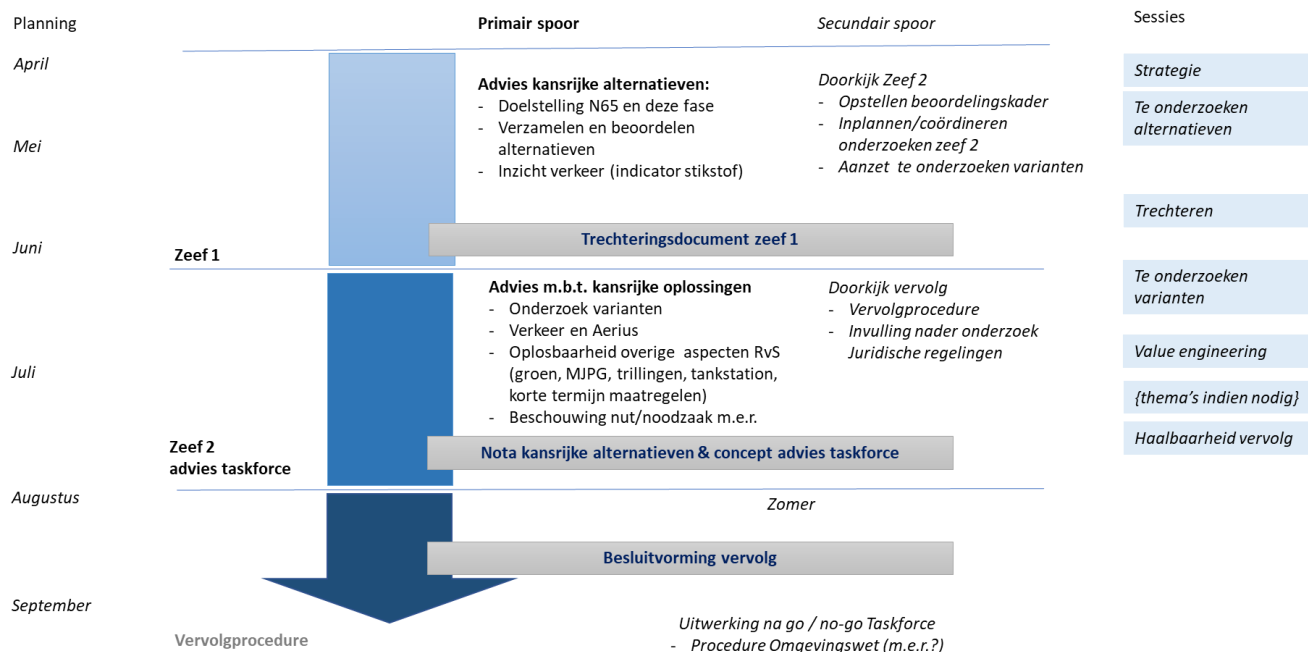 Planning
Primair spoor
Secundair spoor
Sessies
April
Mei
Juni
Juli
Augustus
September
Zeef 1
Zeef 2
advies taskforce
Vervolgprocedure
Advies kansrijke alternatieven:
- Doelstelling N65 en deze fase
- Verzamelen en beoordelen
alternatieven
- Inzicht verkeer (indicator stikstof)
Doorkijk Zeef 2
- Opstellen beoordelingskader
- Inplannen/coördineren
onderzoeken zeef 2
- Aanzet te onderzoeken varianten
Trechteringsdocument zeef 1
Advies m.b.t. kansrijke oplossingen
- Onderzoek varianten
- Verkeer en Aerius
- Oplosbaarheid overige aspecten RvS
(groen, MJPG, trillingen, tankstation,
korte termijn maatregelen)
- Beschouwing nut/noodzaak m.e.r.
Doorkijk vervolg
- Vervolgprocedure
- Invulling nader onderzoek
Juridische regelingen
Nota kansrijke alternatieven & concept advies taskforce
Zomer
Besluitvorming vervolg
Uitwerking na go / no-go Taskforce
- Procedure Omgevingswet (m.e.r.?)
Strategie
Te onderzoeken
alternatieven
Trechteren
Te onderzoeken
varianten
Value engineering
{thema's indien nodig}
Haalbaarheid vervolg